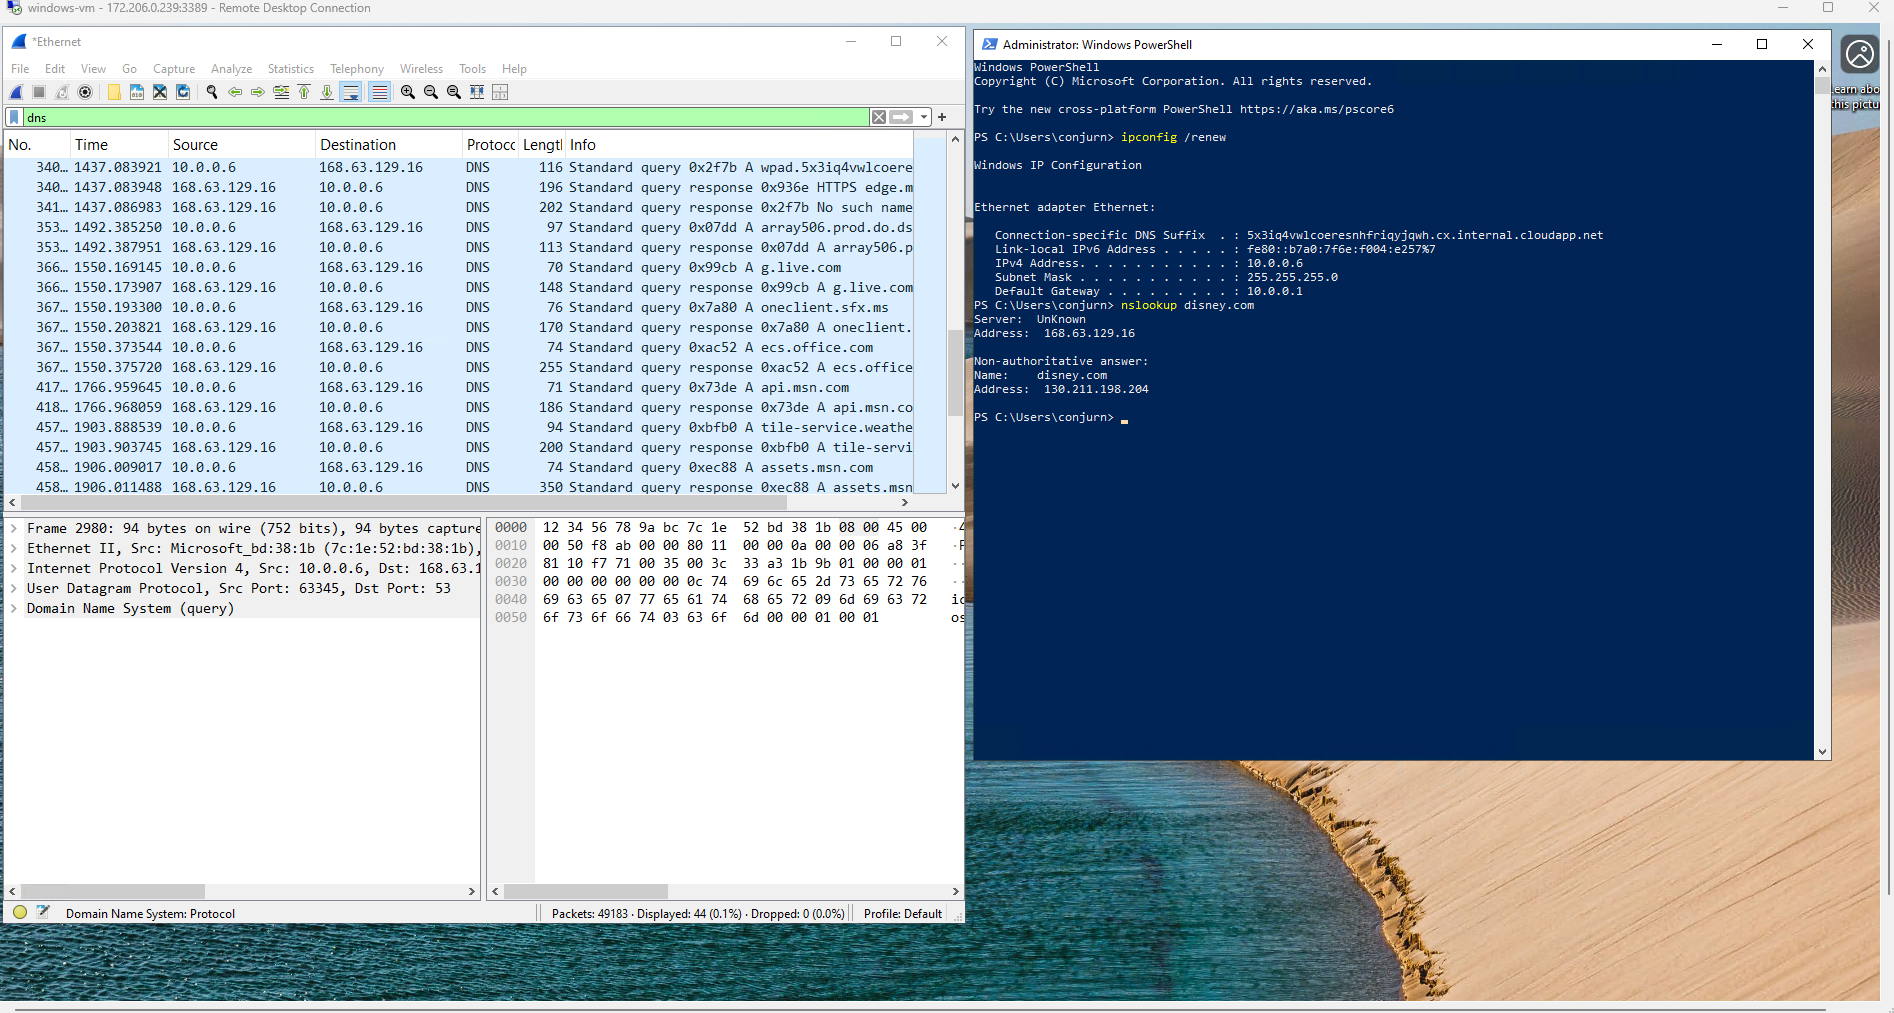 windows-vm - 172.206.0.239:3389 - Remote Desktop Connection
*Ethernet
File Edit View Go Capture Analyze Statistics Telephony Wireless Tools Help
dns
No. Time Source Destination Protoc Lengtl Info
340… 1437.083921 10.0.0.6 168.63.129.16 DNS 116 Standard query 0x2f7b A wpad.5x3iq4vwlcoere
340… 1437.083948 168.63.129.16 10.0.0.6 DNS 196 Standard query response 0x936e HTTPS edge.m
341… 1437.086983 168.63.129.16 10.0.0.6 DNS 202 Standard query response 0x2f7b No such name
353… 1492.385250 10.0.0.6 168.63.129.16 DNS 97 Standard query 0x07dd A array506.prod.do.ds
353… 1492.387951 168.63.129.16 10.0.0.6 DNS 113 Standard query response 0x07dd A array506.p
366… 1550.169145 10.0.0.6 168.63.129.16 DNS 70 Standard query 0x99cb A g.live.com
366… 1550.173907 168.63.129.16 10.0.0.6 DNS 148 Standard query response 0x99cb A g.live.com
367… 1550.193300 10.0.0.6 168.63.129.16 DNS 76 Standard query 0x7a80 A oneclient.sfx.ms
367… 1550.203821 168.63.129.16 10.0.0.6 DNS 170 Standard query response 0x7a80 A oneclient.
367… 1550.373544 10.0.0.6 168.63.129.16 DNS 74 Standard query 0xac52 A ecs.office.com
367… 1550.375720 168.63.129.16 10.0.0.6 DNS 255 Standard query response 0xac52 A ecs.office
417… 1766.959645 10.0.0.6 168.63.129.16 DNS 71 Standard query 0x73de A api.msn.com
418… 1766.968059 168.63.129.16 10.0.0.6 DNS 186 Standard query response 0x73de A api.msn.co
457… 1903.888539 10.0.0.6 168.63.129.16 DNS 94 Standard query 0xbfb0 A tile-service.weathe
457… 1903.903745 168.63.129.16 10.0.0.6 DNS 200 Standard query response 0xbfb0 A tile-servi
458… 1906.009017 10.0.0.6 168.63.129.16 DNS 74 Standard query 0xec88 A assets.msn.com
458… 1906.011488 168.63.129.16 10.0.0.6 DNS 350 Standard query response 0xec88 A assets.msn
Frame 2980: 94 bytes on wire (752 bits), 94 bytes capture
Ethernet II, Src: Microsoft_bd:38:1b (7c:1e:52:bd:38:1b),
Internet Protocol Version 4, Src: 10.0.0.6, Dst: 168.63.1
User Datagram Protocol, Src Port: 63345, Dst Port: 53
Domain Name System (query)
0000 12 34 56 78 9a bc 7c 1e 52 bd 38 1b 08 00 45 00 ·4
0010 00 50 f8 ab 00 00 80 11 00 00 0a 00 00 06 a8 3f ·P
0020 81 10 f7 71 00 35 00 3c 33 a3 1b 9b 01 00 00 01 ··
0030 00 00 00 00 00 00 0c 74 69 6c 65 2d 73 65 72 76 ··
0040 69 63 65 07 77 65 61 74 68 65 72 09 6d 69 63 72 ic
0050 6f 73 6f 66 74 03 63 6f 6d 00 00 01 00 01 os
Domain Name System: Protocol
Packets: 49183 · Displayed: 44 (0.1%) · Dropped: 0 (0.0%)
Profile: Default
Administrator: Windows PowerShell
Windows PowerShell
Copyright (C) Microsoft Corporation. All rights reserved.
Try the new cross-platform PowerShell https://aka.ms/pscore6
PS C:\Users\conjurn> ipconfig /renew
Windows IP Configuration
Ethernet adapter Ethernet:
Connection-specific DNS Suffix . : 5x3iq4vwlcoeresnhfriqyjqwh.cx.internal.cloudapp.net
Link-local IPv6 Address . . . . . : fe80::b7a0:7f6e:f004:e257%7
IPv4 Address. . . . . . . . . . . : 10.0.0.6
Subnet Mask . . . . . . . . . . . : 255.255.255.0
Default Gateway . . . . . . . . . : 10.0.0.1
PS C:\Users\conjurn> nslookup disney.com
Server: UnKnown
Address: 168.63.129.16
Non-authoritative answer:
Name: disney.com
Address: 130.211.198.204
PS C:\Users\conjurn>
earn abo
this pictu